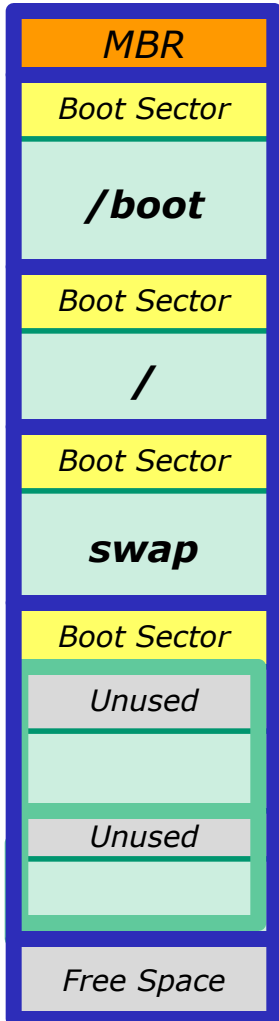 MBR
Boot Sector
/boot
Boot Sector
/
Boot Sector
swap
Boot Sector
Unused
Unused
Free Space